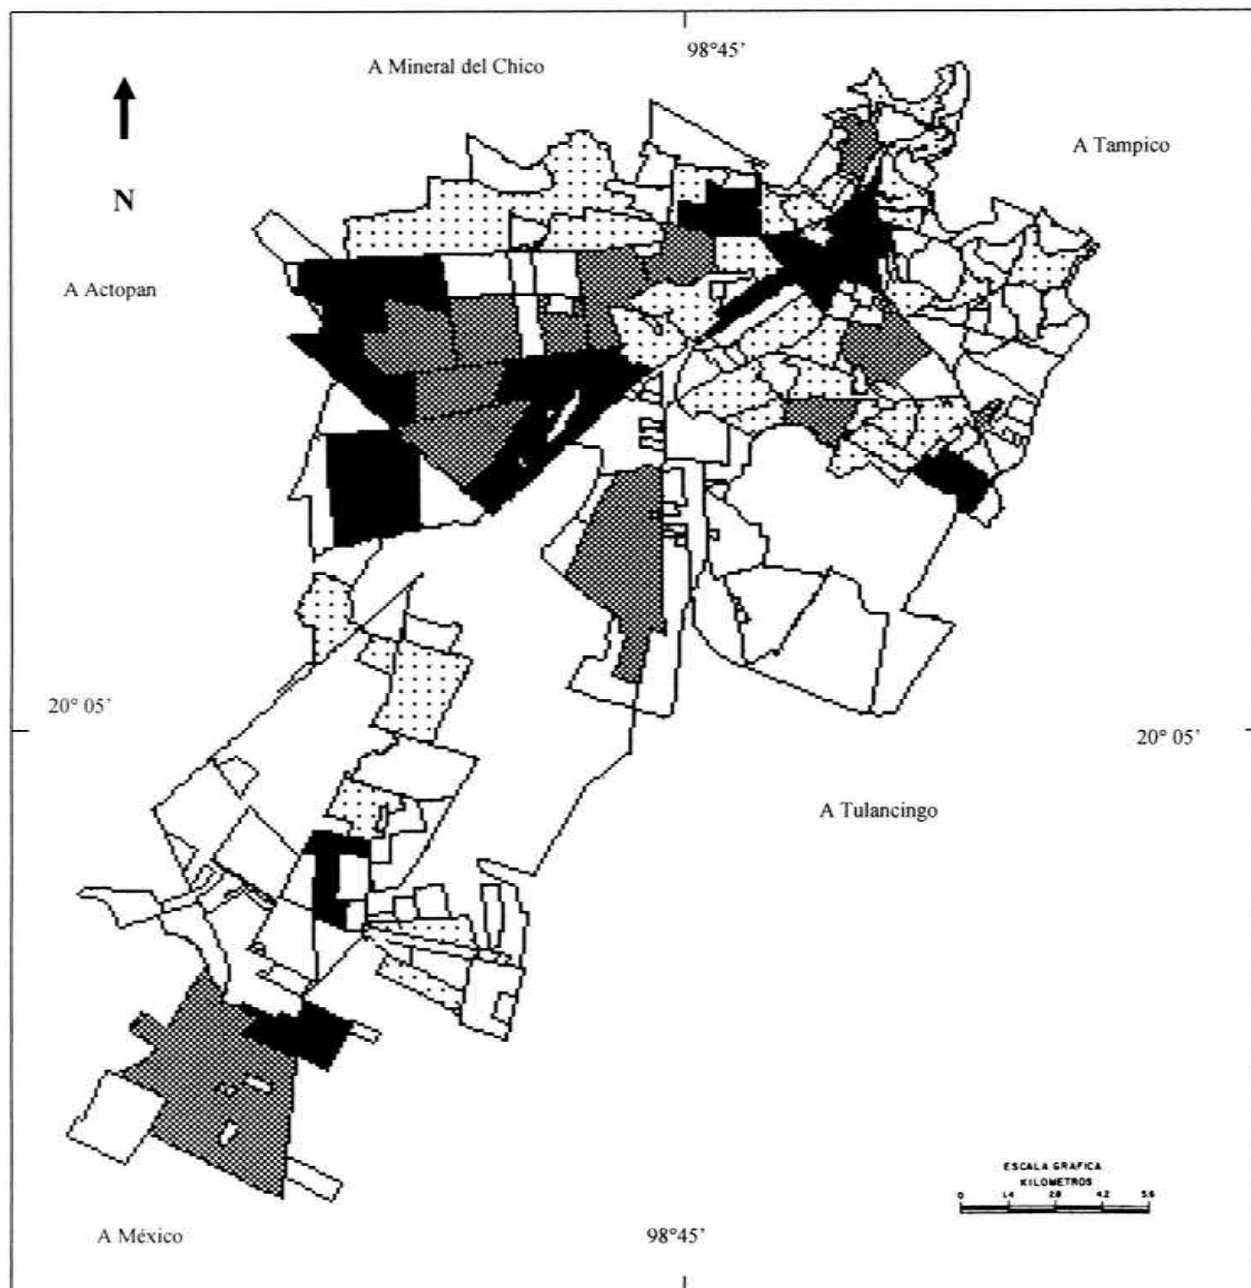 98°45'
A Mineral del Chico
A Tampico
N
A Actopan
20° 05'
20° 05'
A Tulancingo
ESCALA GRAFICA
KILOMETROS
0 1.4 2.8 4.2 5.6
A México
98°45'